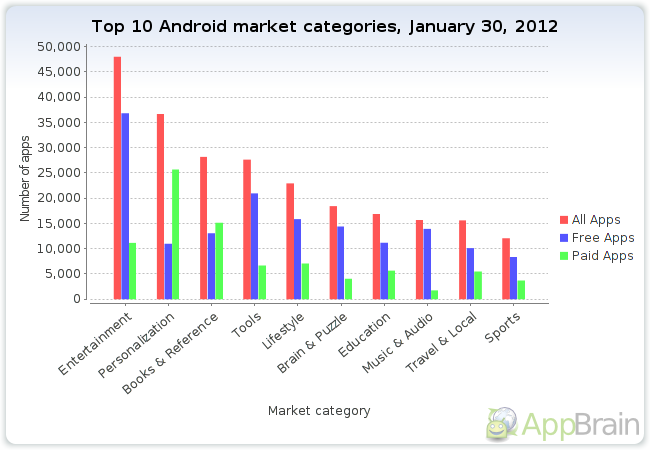 Top 10 Android market categories, January 30, 2012
50,000
45,000
40,000
35,000
30,000
25,000
20,000
15,000
10,000
5,000
0
Number of apps
Entertainment
Personalization
Books & Reference
Tools
Lifestyle
Brain & Puzzle
Education
Music & Audio
Travel & Local
Sports
Market category
All Apps
Free Apps
Paid Apps
AppBrain